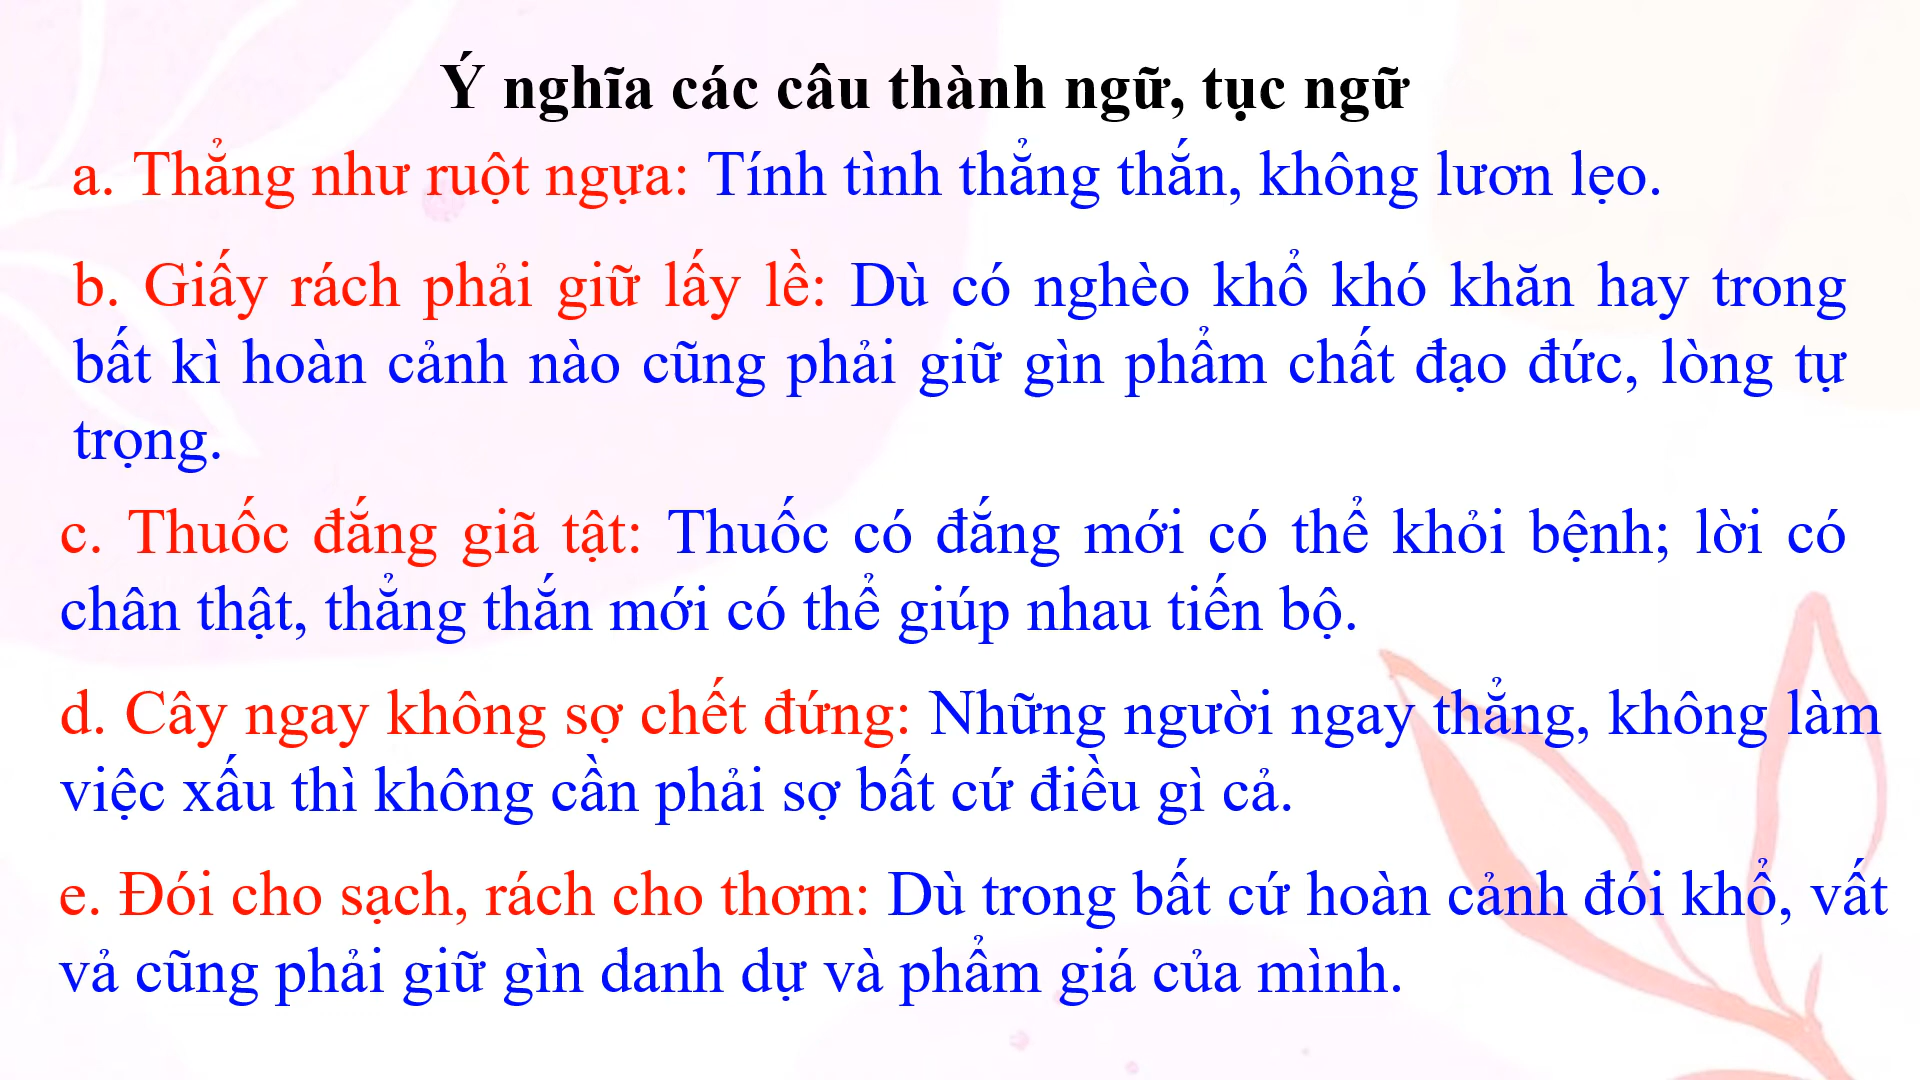 Ý nghĩa các câu thành ngữ, tục ngữ
a. Thẳng như ruột ngựa: Tính tình thẳng thắn, không lươn lẹo.
b. Giấy rách phải giữ lấy lề: Dù có nghèo khổ khó khăn hay trong
bất kì hoàn cảnh nào cũng phải giữ gìn phẩm chất đạo đức, lòng tự
trọng.
c. Thuốc đắng giã tật: Thuốc có đắng mới có thể khỏi bệnh; lời có
chân thật, thẳng thắn mới có thể giúp nhau tiến bộ.
d. Cây ngay không sợ chết đứng: Những người ngay thẳng, không làm
việc xấu thì không cần phải sợ bất cứ điều gì cả.
e. Đói cho sạch, rách cho thơm: Dù trong bất cứ hoàn cảnh đói khổ, vất
vả cũng phải giữ gìn danh dự và phẩm giá của mình.